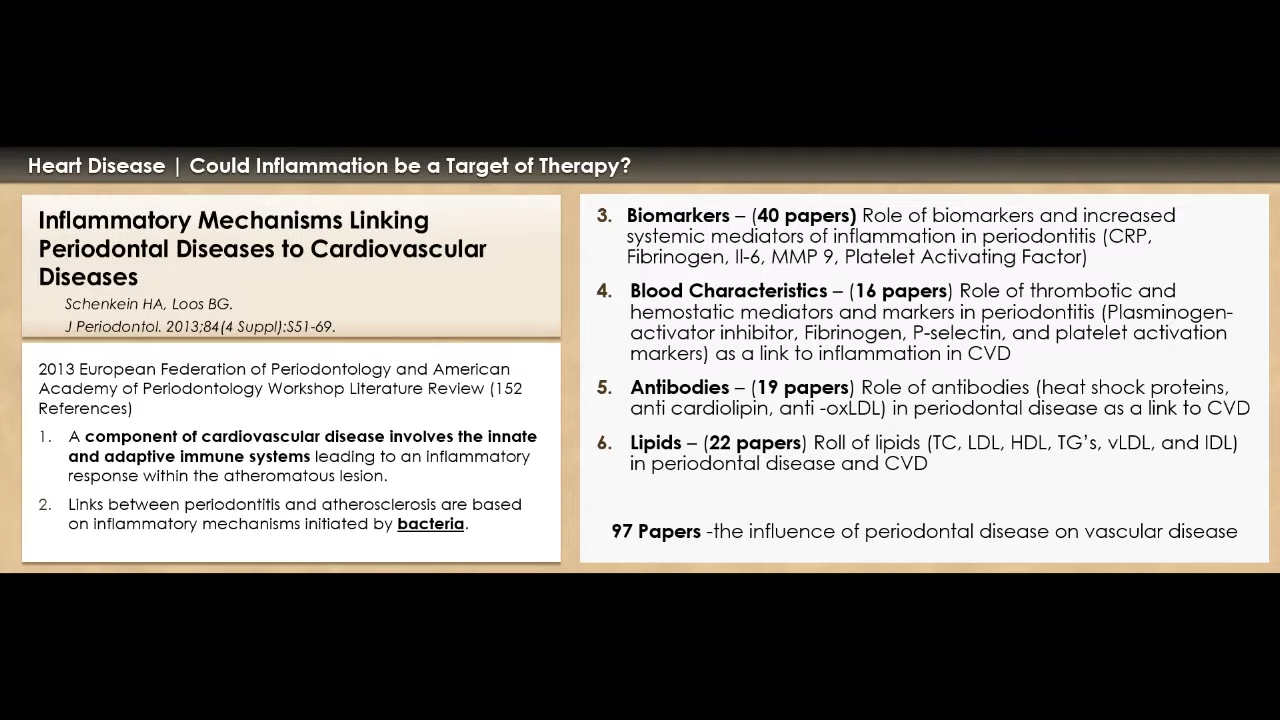 Heart Disease | Could Inflammation be a Target of Therapy?
Inflammatory Mechanisms Linking
Periodontal Diseases to Cardiovascular
Diseases
Schenkein HA, Loos BG.
J Periodontol. 2013;84(4 Suppl):S51-69.
2013 European Federation of Periodontology and American
Academy of Periodontology Workshop Literature Review (152
References)
1. A component of cardiovascular disease involves the innate
and adaptive immune systems leading to an inflammatory
response within the atheromatous lesion.
2. Links between periodontitis and atherosclerosis are based
on inflammatory mechanisms initiated by bacteria.
3. Biomarkers – (40 papers) Role of biomarkers and increased
systemic mediators of inflammation in periodontitis (CRP,
Fibrinogen, Il-6, MMP 9, Platelet Activating Factor)
4. Blood Characteristics – (16 papers) Role of thrombotic and
hemostatic mediators and markers in periodontitis (Plasminogen-
activator inhibitor, Fibrinogen, P-selectin, and platelet activation
markers) as a link to inflammation in CVD
5. Antibodies – (19 papers) Role of antibodies (heat shock proteins,
anti cardiolipin, anti -oxLDL) in periodontal disease as a link to CVD
6. Lipids – (22 papers) Roll of lipids (TC, LDL, HDL, TG's, vLDL, and IDL)
in periodontal disease and CVD
97 Papers -the influence of periodontal disease on vascular disease